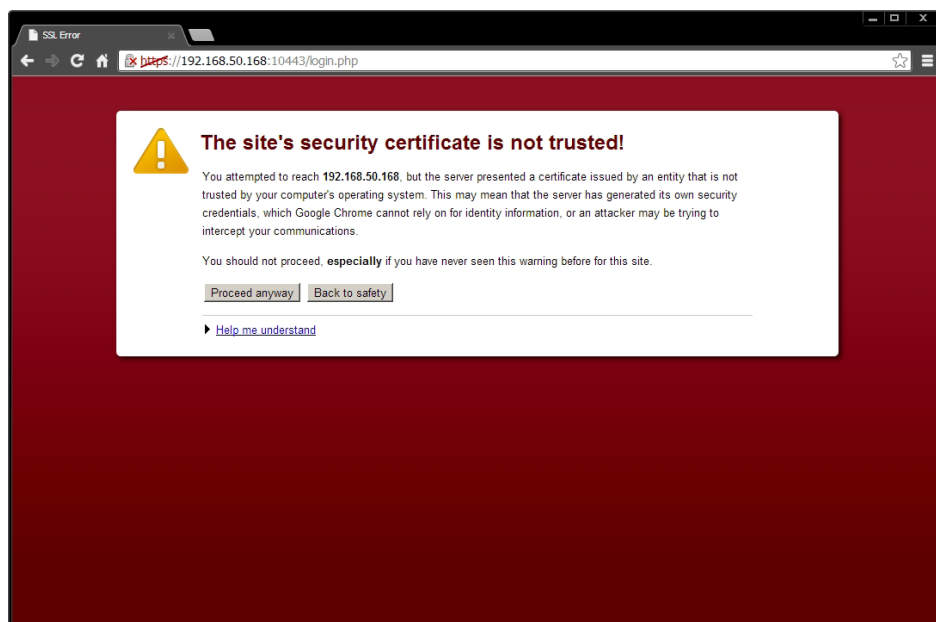 SSL Error
https://192.168.50.168:10443/login.php
The site's security certificate is not trusted!
You attempted to reach 192.168.50.168, but the server presented a certificate issued by an entity that is not
trusted by your computer's operating system. This may mean that the server has generated its own security
credentials, which Google Chrome cannot rely on for identity information, or an attacker may be trying to
intercept your communications.
You should not proceed, especially if you have never seen this warning before for this site.
Proceed anyway Back to safety
Help me understand